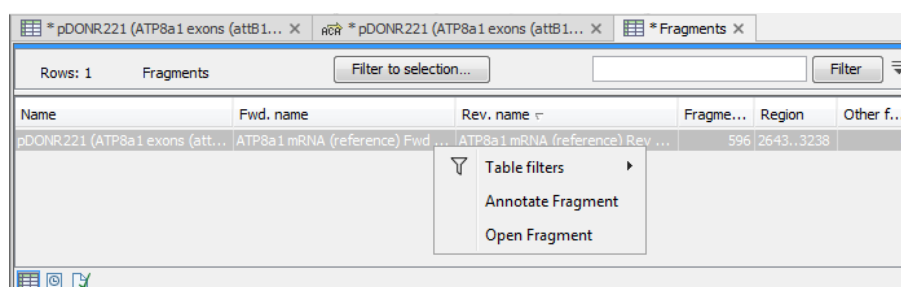 * pDONR221 (ATP8a1 exons (attB1... × * pDONR221 (ATP8a1 exons (attB1... × * Fragments ×
Rows: 1 Fragments Filter to selection... Filter
Name Fwd. name Rev. name Fragme... Region Other f...
pDONR221 (ATP8a1 exons (att... ATP8a1 mRNA (reference) Fwd ... ATP8a1 mRNA (reference) Rev ... 596 2643..3238
Table filters
Annotate Fragment
Open Fragment